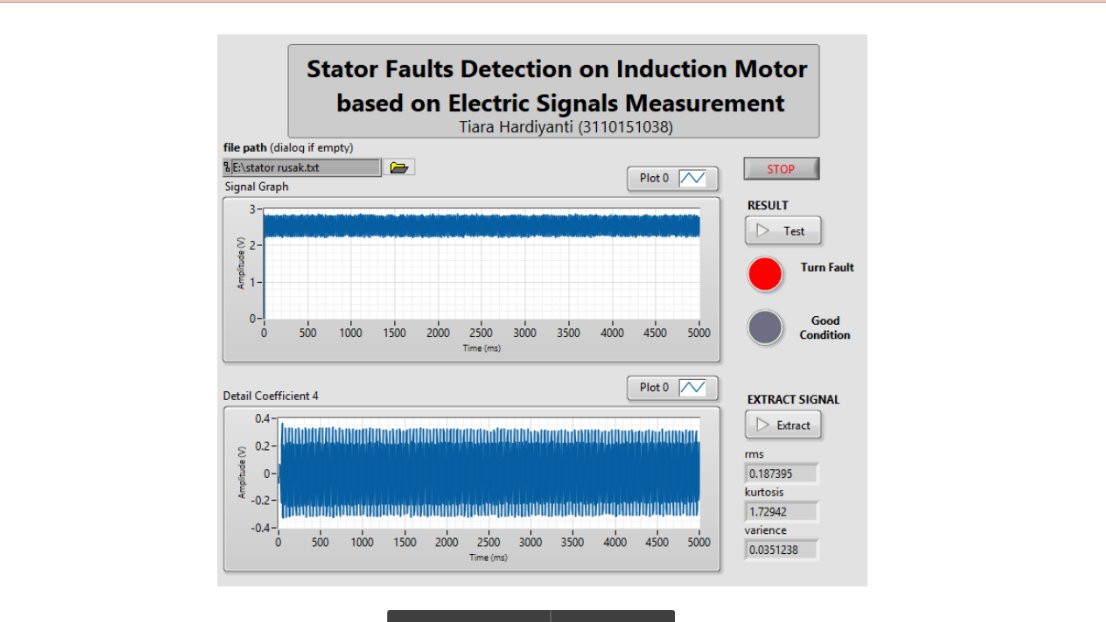 Stator Faults Detection on Induction Motor
based on Electric Signals Measurement
Tiara Hardiyanti (3110151038)
file path (dialog if empty)
E:\stator rusak.txt
Signal Graph
Plot 0
3
2
1
0
Amplitude (V)
0 500 1000 1500 2000 2500 3000 3500 4000 4500 5000
Time (ms)
STOP
RESULT
Test
Turn Fault
Good
Condition
Detail Coefficient 4
Plot 0
0.4
0.2
0
-0.2
-0.4
Amplitude (V)
0 500 1000 1500 2000 2500 3000 3500 4000 4500 5000
Time (ms)
EXTRACT SIGNAL
Extract
rms
0.187395
kurtosis
1.72942
varience
0.0351238